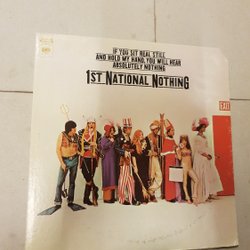 IF YOU SIT REAL STILL
AND HOLD MY HAND, YOU WILL HEAR
ABSOLUTELY NOTHING
1ST NATIONAL NOTHING
EXIT